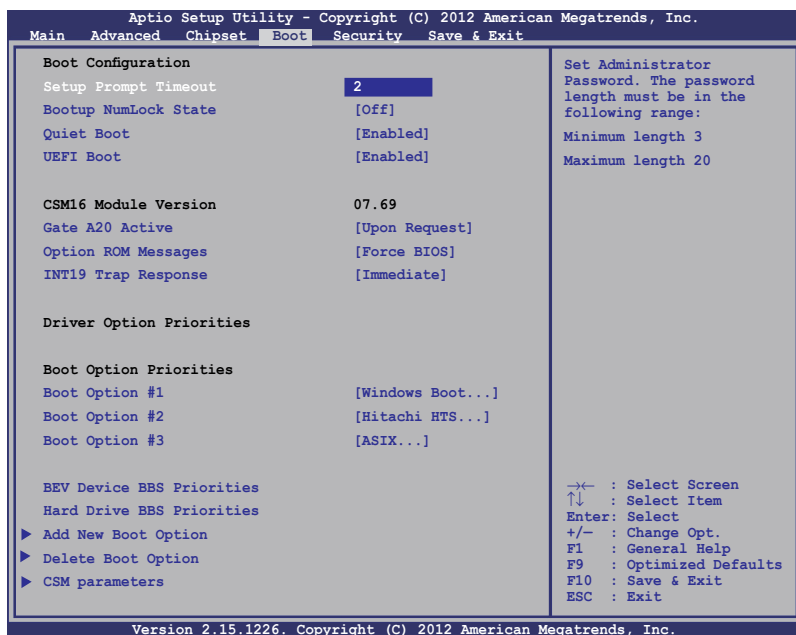 Aptio Setup Utility - Copyright (C) 2012 American Megatrends, Inc.
Main Advanced Chipset Boot Security Save & Exit
Boot Configuration
Setup Prompt Timeout 2
Bootup NumLock State [Off]
Quiet Boot [Enabled]
UEFI Boot [Enabled]
CSM16 Module Version 07.69
Gate A20 Active [Upon Request]
Option ROM Messages [Force BIOS]
INT19 Trap Response [Immediate]
Driver Option Priorities
Boot Option Priorities
Boot Option #1 [Windows Boot...]
Boot Option #2 [Hitachi HTS...]
Boot Option #3 [ASIX...]
BEV Device BBS Priorities
Hard Drive BBS Priorities
Add New Boot Option
Delete Boot Option
CSM parameters
Set Administrator
Password. The password
length must be in the
following range:
Minimum length 3
Maximum length 20
→← : Select Screen
↑↓ : Select Item
Enter: Select
+/— : Change Opt.
F1 : General Help
F9 : Optimized Defaults
F10 : Save & Exit
ESC : Exit
Version 2.15.1226. Copyright (C) 2012 American Megatrends, Inc.